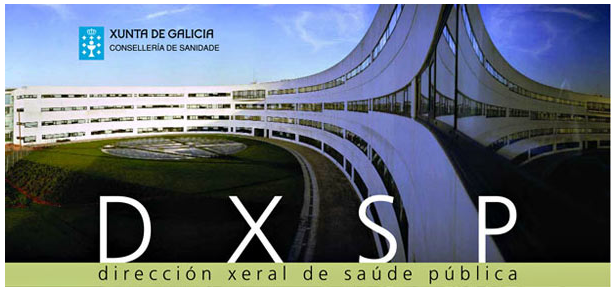 XUNTA DE GALICIA
CONSELLERÍA DE SANIDADE
DXSP
dirección xeral de saúde pública